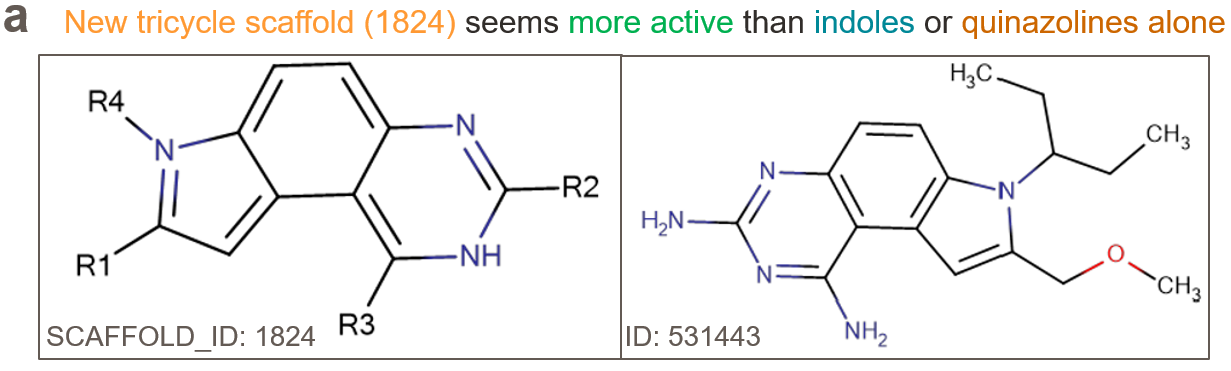 a New tricycle scaffold (1824) seems more active than indoles or quinazolines alone
R4
N
N
R2
R1
NH
R3
SCAFFOLD_ID: 1824
H₃C
CH₃
N
N
H₂N
O
N
CH₃
NH₂
ID: 531443